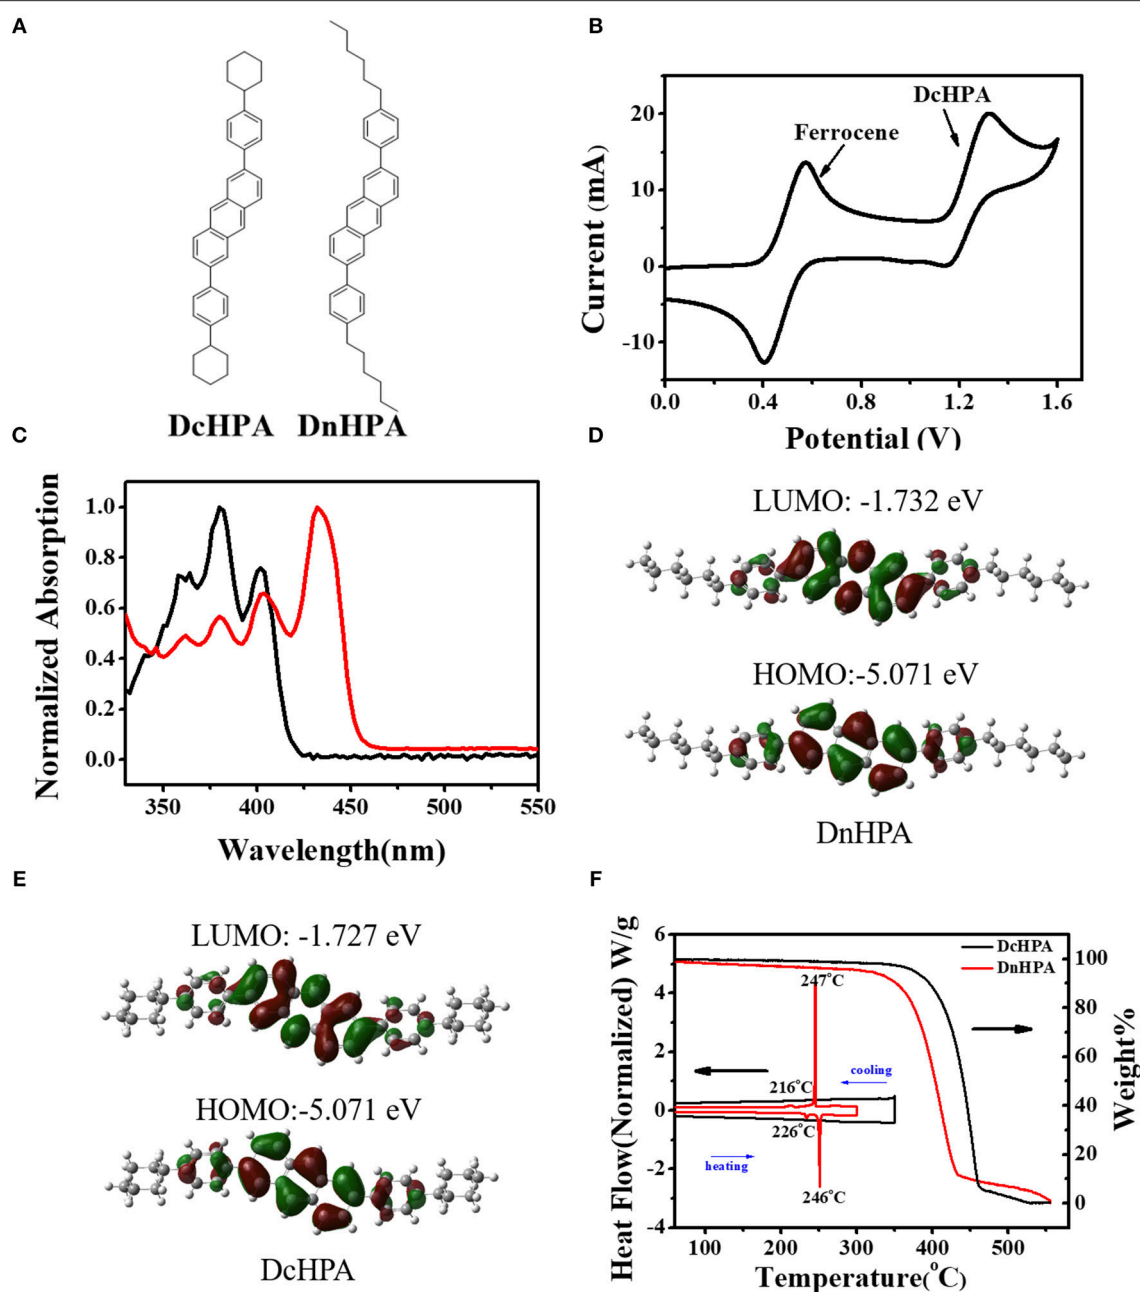 A
B
DcHPA DnHPA
20
10
0
-10
Current (mA)
DcHPA
Ferrocene
0.0 0.4 0.8 1.2 1.6
Potential (V)
C
D
1.0
0.8
0.6
0.4
0.2
0.0
Normalized Absorption
350 400 450 500 550
Wavelength(nm)
LUMO: -1.732 eV
HOMO:-5.071 eV
DnHPA
E
F
LUMO: -1.727 eV
HOMO:-5.071 eV
DcHPA
6
4
2
0
-2
-4
Heat Flow(Normalized) W/g
DcHPA
DnHPA
247°C
cooling
216°C
226°C
heating
246°C
100
80
60
40
20
0
Weight%
100 200 300 400 500
Temperature(°C)